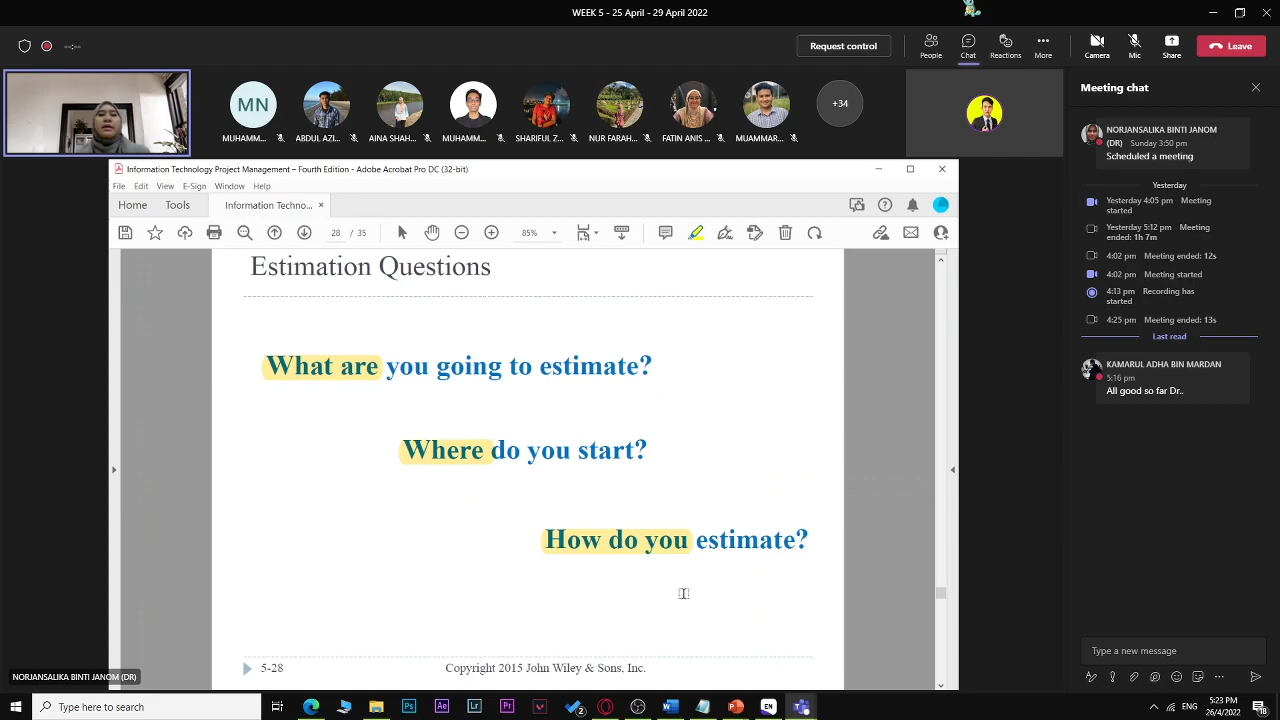 WEEK 5 - 25 April - 29 April 2022
--:--
Request control
People
Chat
Reactions
More
Camera
Mic
Share
Leave
MN
+34
MUHAMM...
ABDUL AZI...
AINA SHAH...
MUHAMM...
SHARIFUL Z...
NUR FARAH...
FATIN ANIS ...
MUAMMAR...
Meeting chat
NORJANSALIKA BINTI JANOM
(DR)
Sunday 3:50 pm
Scheduled a meeting
Yesterday
Yesterday 4:05 pm Meeting
started
Yesterday 5:12 pm Meeting
ended: 1h 7m
4:02 pm Meeting ended: 12s
4:02 pm Meeting started
4:13 pm Recording has
started
4:25 pm Meeting ended: 13s
Last read
KAMARUL ADHA BIN MARDAN
5:16 pm
All good so far Dr..
Type a new message
Information Technology Project Management – Fourth Edition - Adobe Acrobat Pro DC (32-bit)
File Edit View E-Sign Window Help
Home Tools Information Techno... ×
28 / 35
85%
Estimation Questions
What are you going to estimate?
Where do you start?
How do you estimate?
5-28 Copyright 2015 John Wiley & Sons, Inc.
NORJANSALIKA BINTI JANOM (DR)
Type here to search
Ps
Ae
Lr
Pr
2
EN
ENG
5:23 PM
26/4/2022
8